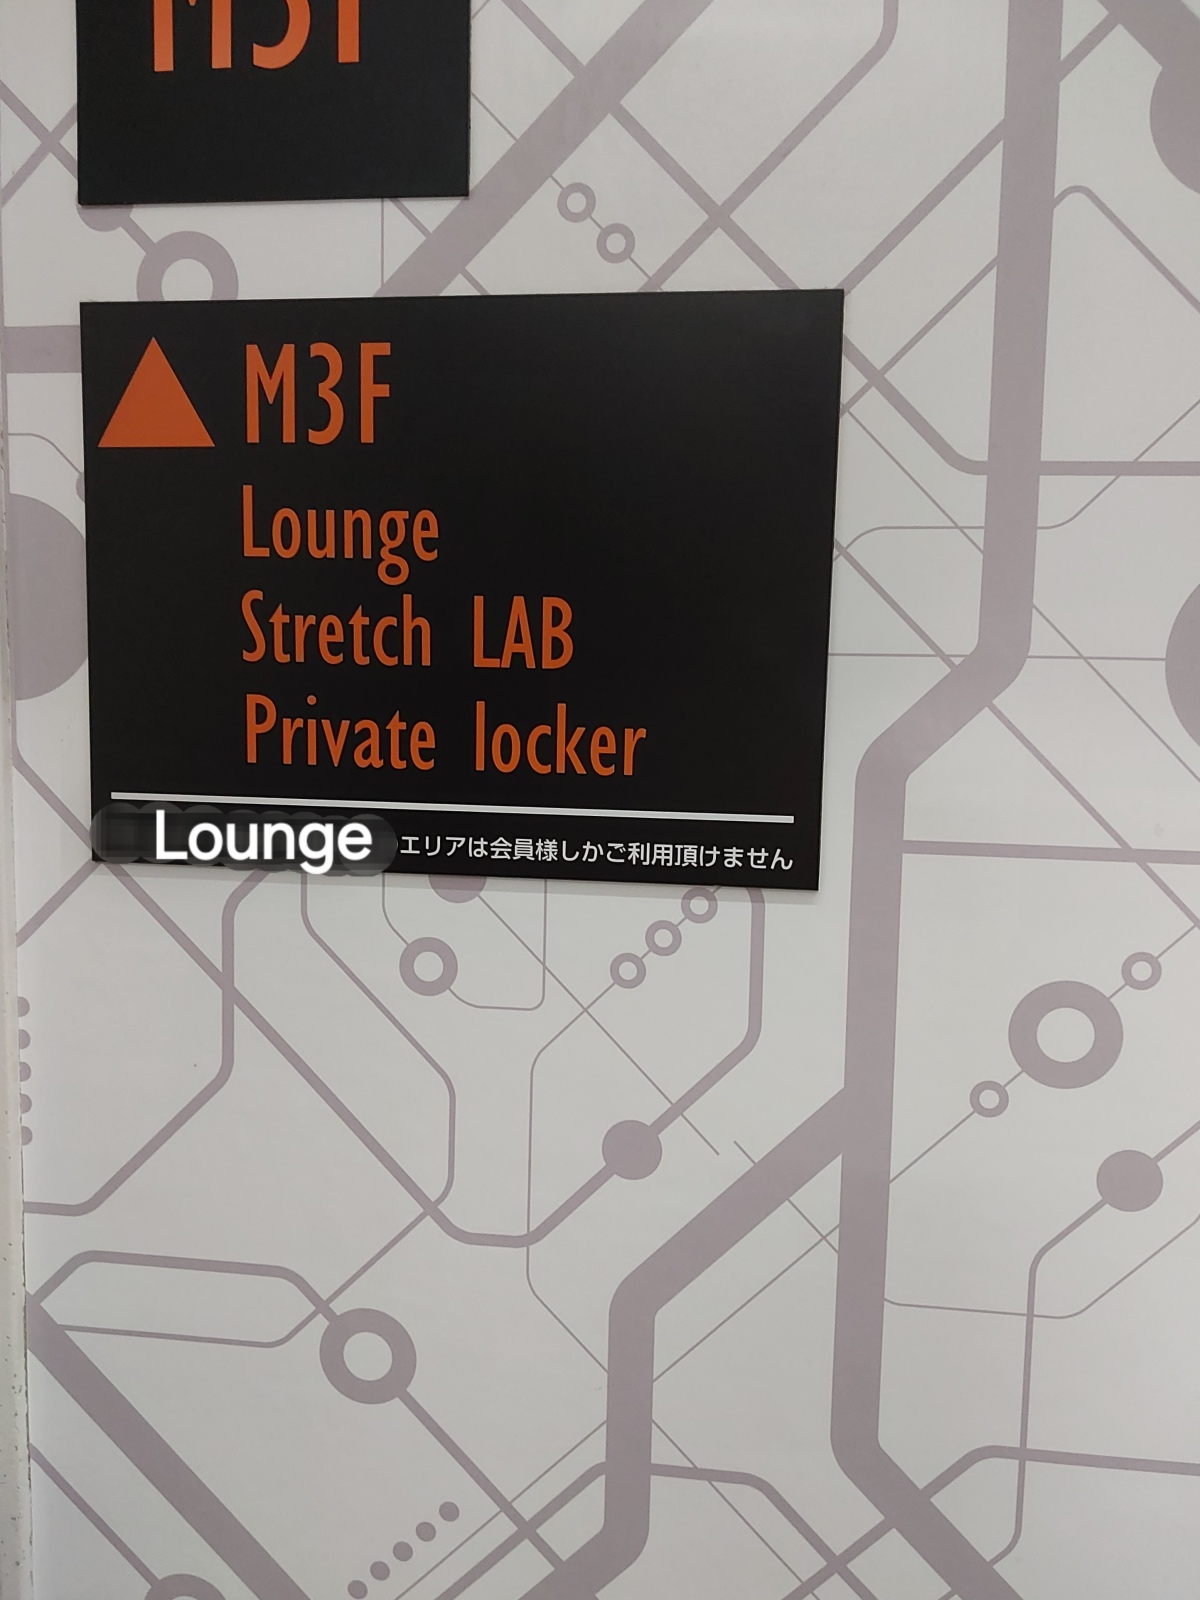 M3F
M3F
Lounge
Stretch LAB
Private locker
Lounge エリアは会員様しかご利用頂けません